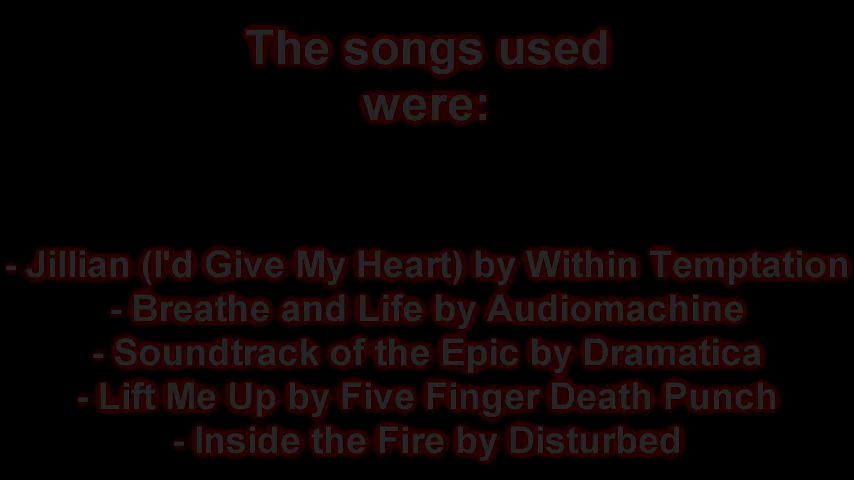 The songs used
were:
- Jillian (I'd Give My Heart) by Within Temptation
- Breathe and Life by Audiomachine
- Soundtrack of the Epic by Dramatica
- Lift Me Up by Five Finger Death Punch
- Inside the Fire by Disturbed